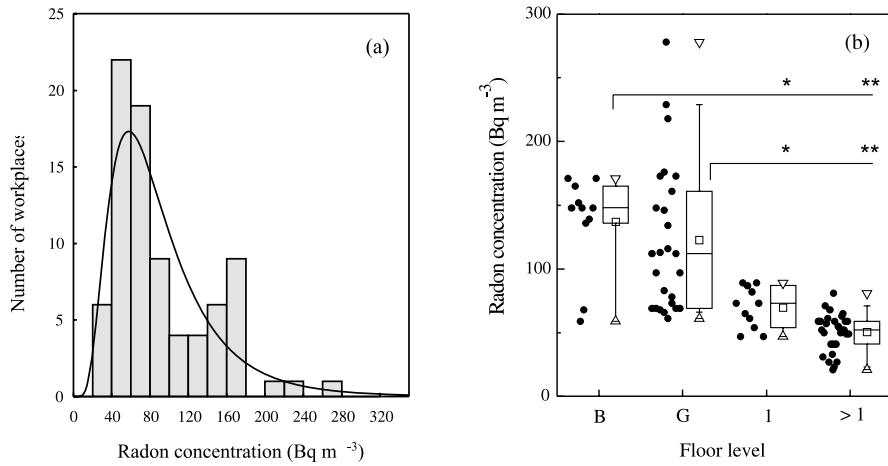 25
20
15
10
5
0
Number of workplaces
(a)
0 40 80 120 160 200 240 280 320
Radon concentration (Bq m ⁻³)
300
200
100
0
Radon concentration (Bq m⁻³)
(b)
* **
* **
B G 1 > 1
Floor level